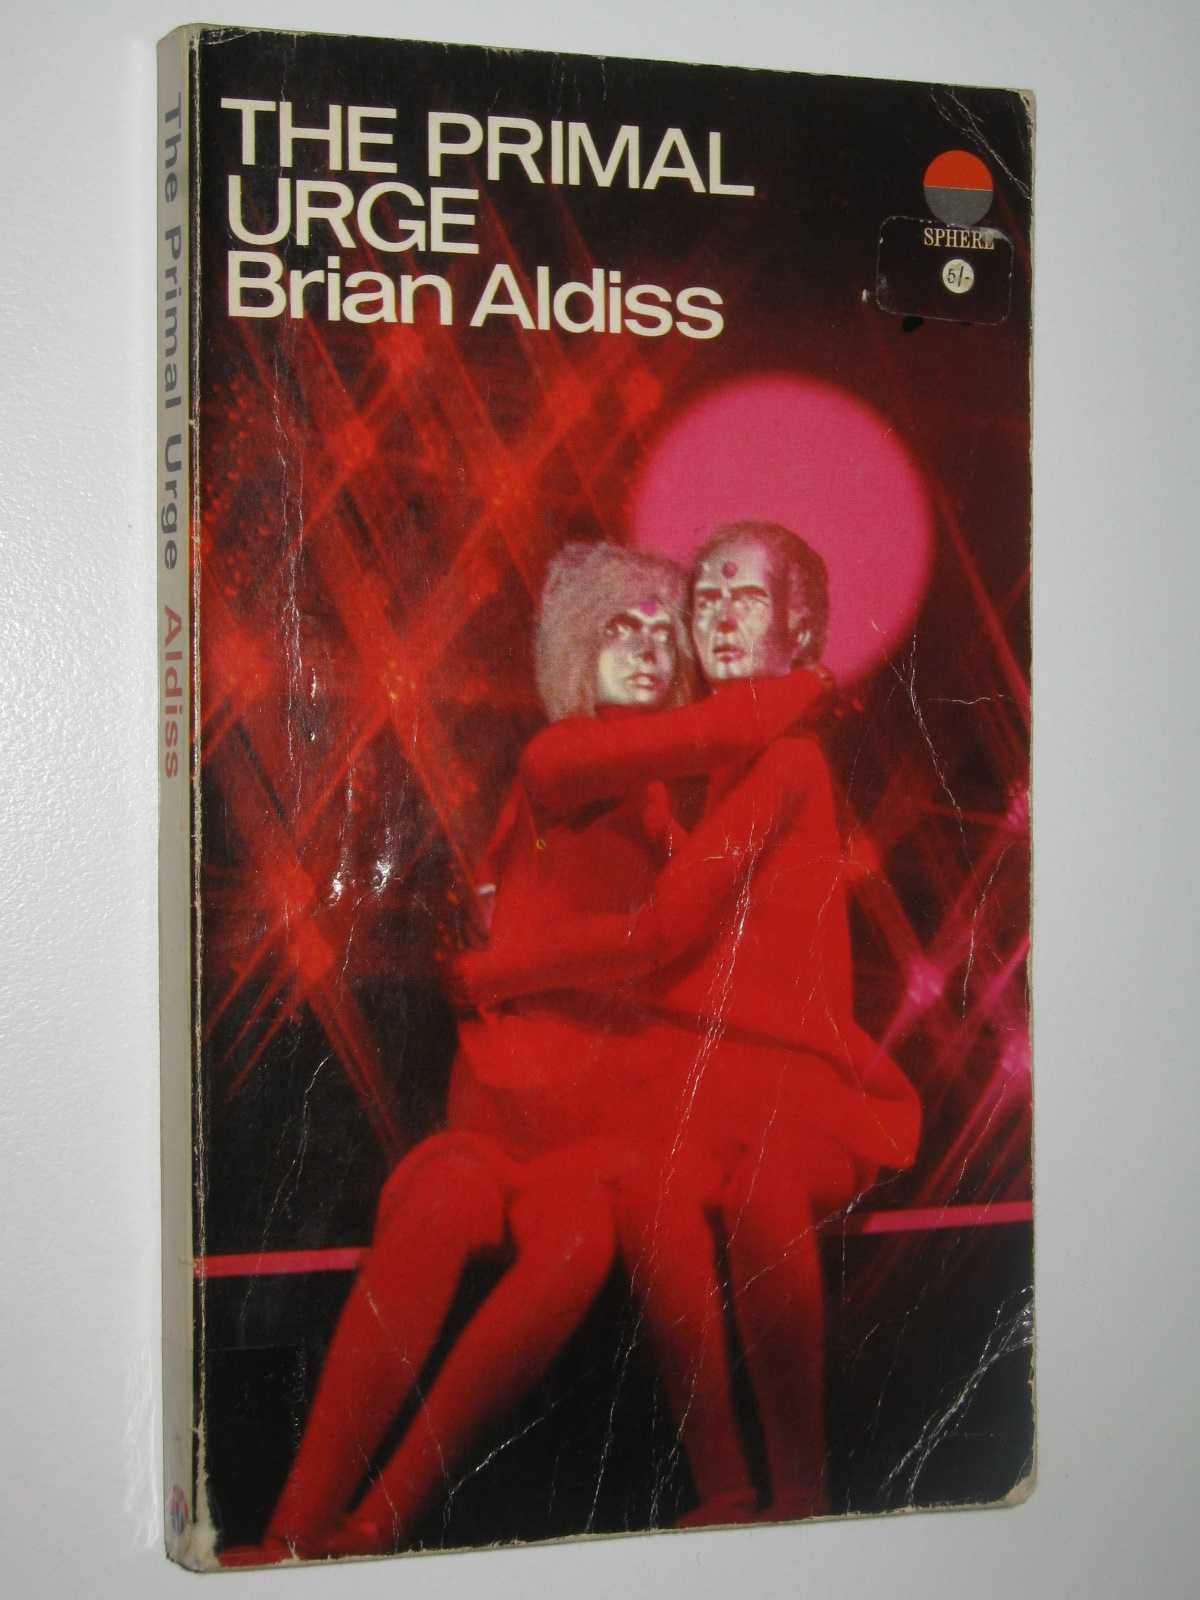 THE PRIMAL
URGE
Brian Aldiss
SPHERE
5/-
The Primal Urge Aldiss